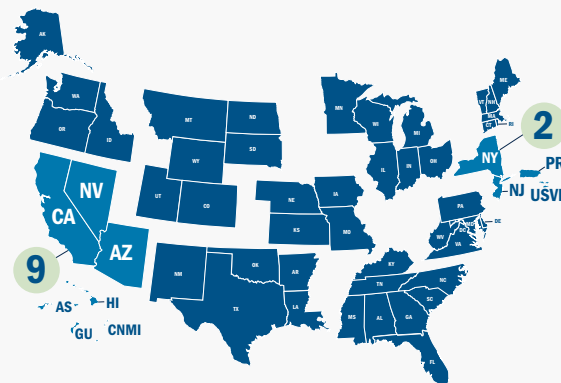 AK
WA
OR
ID
MT
ND
SD
WY
UT
CO
NV
CA
AZ
9
AS
HI
GU
CNMI
NM
TX
OK
AR
LA
NE
KS
IA
MO
MN
WI
MI
IL
IN
OH
ME
VT
NH
MA
CT
RI
2
NY
PR
NJ
USVI
PA
WV
MD
DC
DE
VA
KY
TN
NC
SC
MS
AL
GA
FL